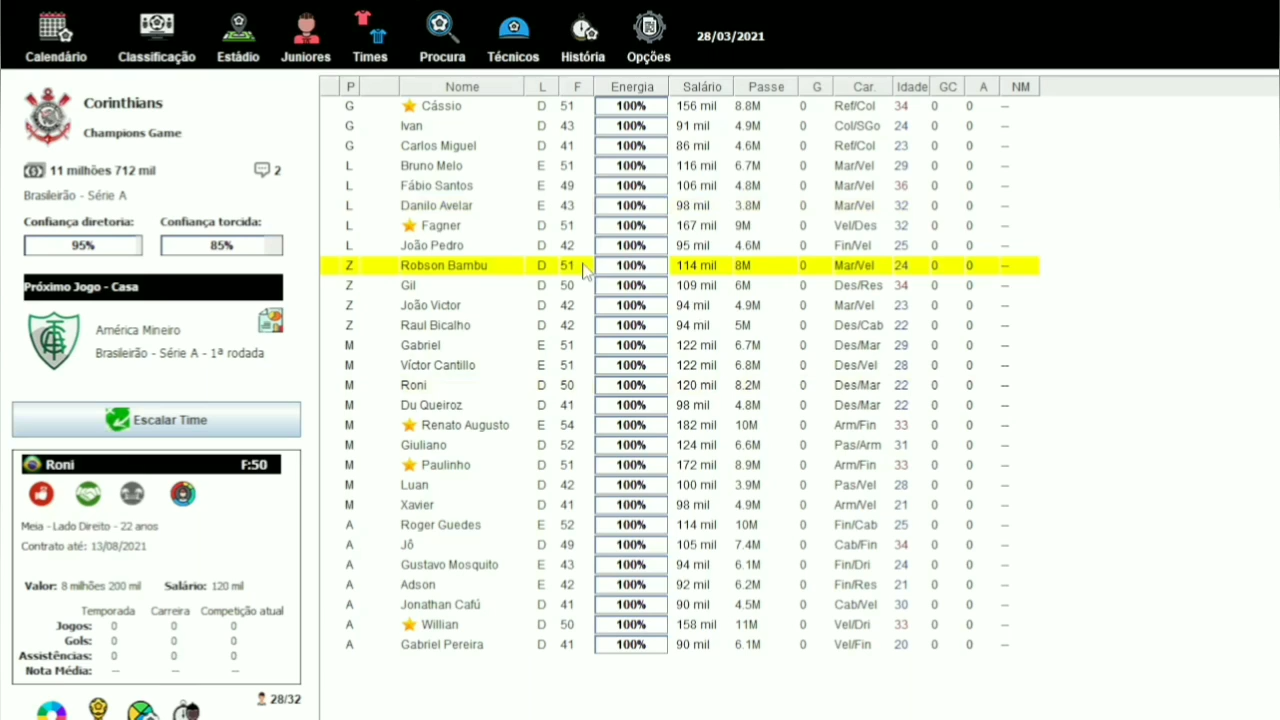 Calendário Classificação Estádio Juniores Times Procura Técnicos História Opções 28/03/2021
Corinthians
Champions Game
11 milhões 712 mil 2
Brasileirão - Série A
Confiança diretoria: Confiança torcida:
95% 85%
Próximo Jogo - Casa
América Mineiro
Brasileirão - Série A - 1ª rodada
Escalar Time
Roni F:50
Meia - Lado Direito - 22 anos
Contrato até: 13/08/2021
Valor: 8 milhões 200 mil Salário: 120 mil
Temporada Carreira Competição atual
Jogos: 0 0 0
Gols: 0 0 0
Assistências: 0 0 0
Nota Média: -- -- --
28/32
P Nome L F Energia Salário Passe G Car. Idade GC A NM
G Cássio D 51 100% 156 mil 8.8M 0 Ref/Col 34 0 0 --
G Ivan D 43 100% 91 mil 4.9M 0 Col/SGo 24 0 0 --
G Carlos Miguel D 41 100% 86 mil 4.6M 0 Ref/Col 23 0 0 --
L Bruno Melo E 51 100% 116 mil 6.7M 0 Mar/Vel 29 0 0 --
L Fábio Santos E 49 100% 106 mil 4.8M 0 Mar/Vel 36 0 0 --
L Danilo Avelar E 43 100% 98 mil 3.8M 0 Mar/Vel 32 0 0 --
L Fagner D 51 100% 167 mil 9M 0 Vel/Des 32 0 0 --
L João Pedro D 42 100% 95 mil 4.6M 0 Fin/Vel 25 0 0 --
Z Robson Bambu D 51 100% 114 mil 8M 0 Mar/Vel 24 0 0 --
Z Gil D 50 100% 109 mil 6M 0 Des/Res 34 0 0 --
Z João Victor D 42 100% 94 mil 4.9M 0 Mar/Vel 23 0 0 --
Z Raul Bicalho D 42 100% 94 mil 5M 0 Des/Cab 22 0 0 --
M Gabriel E 51 100% 122 mil 6.7M 0 Des/Mar 29 0 0 --
M Víctor Cantillo E 51 100% 122 mil 6.8M 0 Des/Vel 28 0 0 --
M Roni D 50 100% 120 mil 8.2M 0 Des/Mar 22 0 0 --
M Du Queiroz D 41 100% 98 mil 4.8M 0 Des/Mar 22 0 0 --
M Renato Augusto E 54 100% 182 mil 10M 0 Arm/Fin 33 0 0 --
M Giuliano D 52 100% 124 mil 6.6M 0 Pas/Arm 31 0 0 --
M Paulinho D 51 100% 172 mil 8.9M 0 Arm/Fin 33 0 0 --
M Luan D 42 100% 100 mil 3.9M 0 Pas/Vel 28 0 0 --
M Xavier D 41 100% 98 mil 4.9M 0 Arm/Vel 21 0 0 --
A Roger Guedes E 52 100% 114 mil 10M 0 Fin/Cab 25 0 0 --
A Jô D 49 100% 105 mil 7.4M 0 Cab/Fin 34 0 0 --
A Gustavo Mosquito E 43 100% 94 mil 6.1M 0 Fin/Dri 24 0 0 --
A Adson E 42 100% 92 mil 6.2M 0 Fin/Res 21 0 0 --
A Jonathan Cafú D 41 100% 90 mil 4.5M 0 Cab/Vel 30 0 0 --
A Willian D 50 100% 158 mil 11M 0 Vel/Dri 33 0 0 --
A Gabriel Pereira D 41 100% 90 mil 6.1M 0 Vel/Fin 20 0 0 --